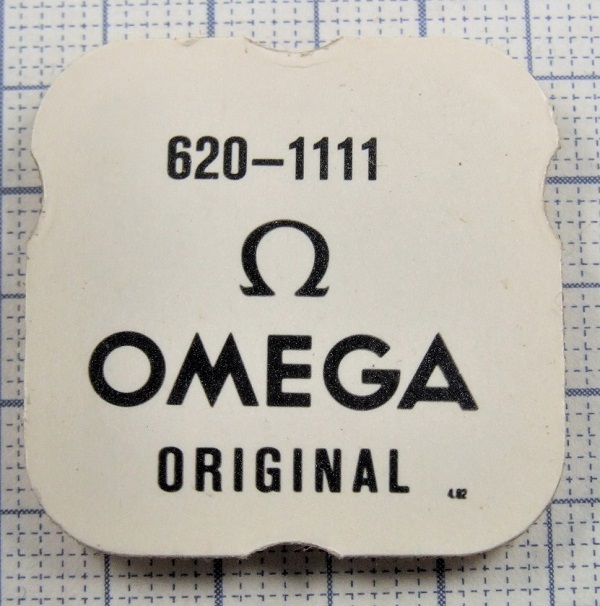 620-1111
Ω
OMEGA
ORIGINAL
4.82